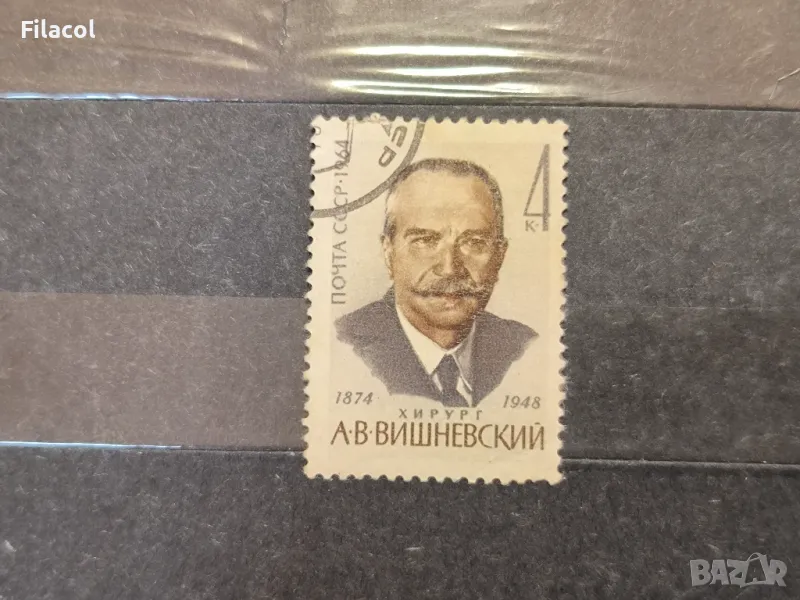 Filacol
ПОЧТА СССР·1964
4
К·
1874
1948
ХИРУРГ
А·В·ВИШНЕВСКИЙ
BAZAR